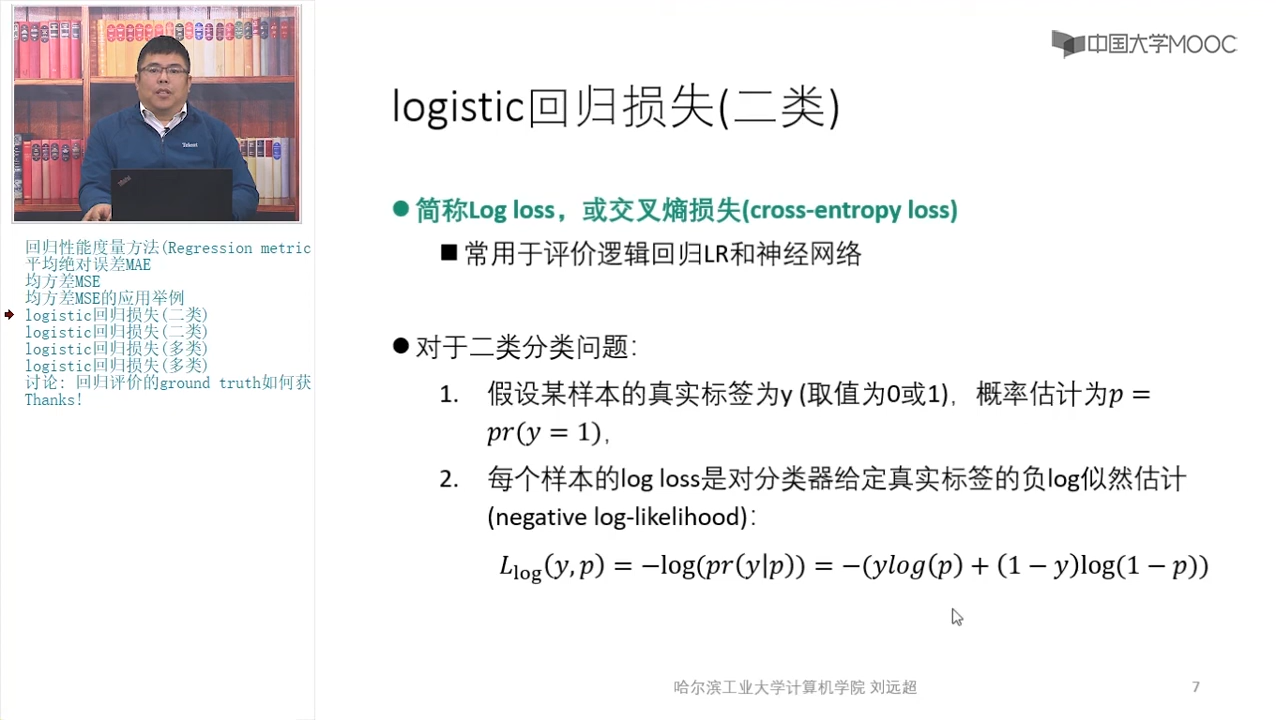 中国大学MOOC
logistic回归损失(二类)
简称Log loss，或交叉熵损失(cross-entropy loss)
常用于评价逻辑回归LR和神经网络
对于二类分类问题：
1. 假设某样本的真实标签为y (取值为0或1)，概率估计为p =
pr(y = 1)，
2. 每个样本的log loss是对分类器给定真实标签的负log似然估计
(negative log-likelihood)：
L_log(y, p) = −log(pr(y|p)) = −(ylog(p) + (1 − y)log(1 − p))
哈尔滨工业大学计算机学院 刘远超
7
回归性能度量方法(Regression metric
平均绝对误差MAE
均方差MSE
均方差MSE的应用举例
logistic回归损失(二类)
logistic回归损失(二类)
logistic回归损失(多类)
logistic回归损失(多类)
讨论: 回归评价的ground truth如何获
Thanks!